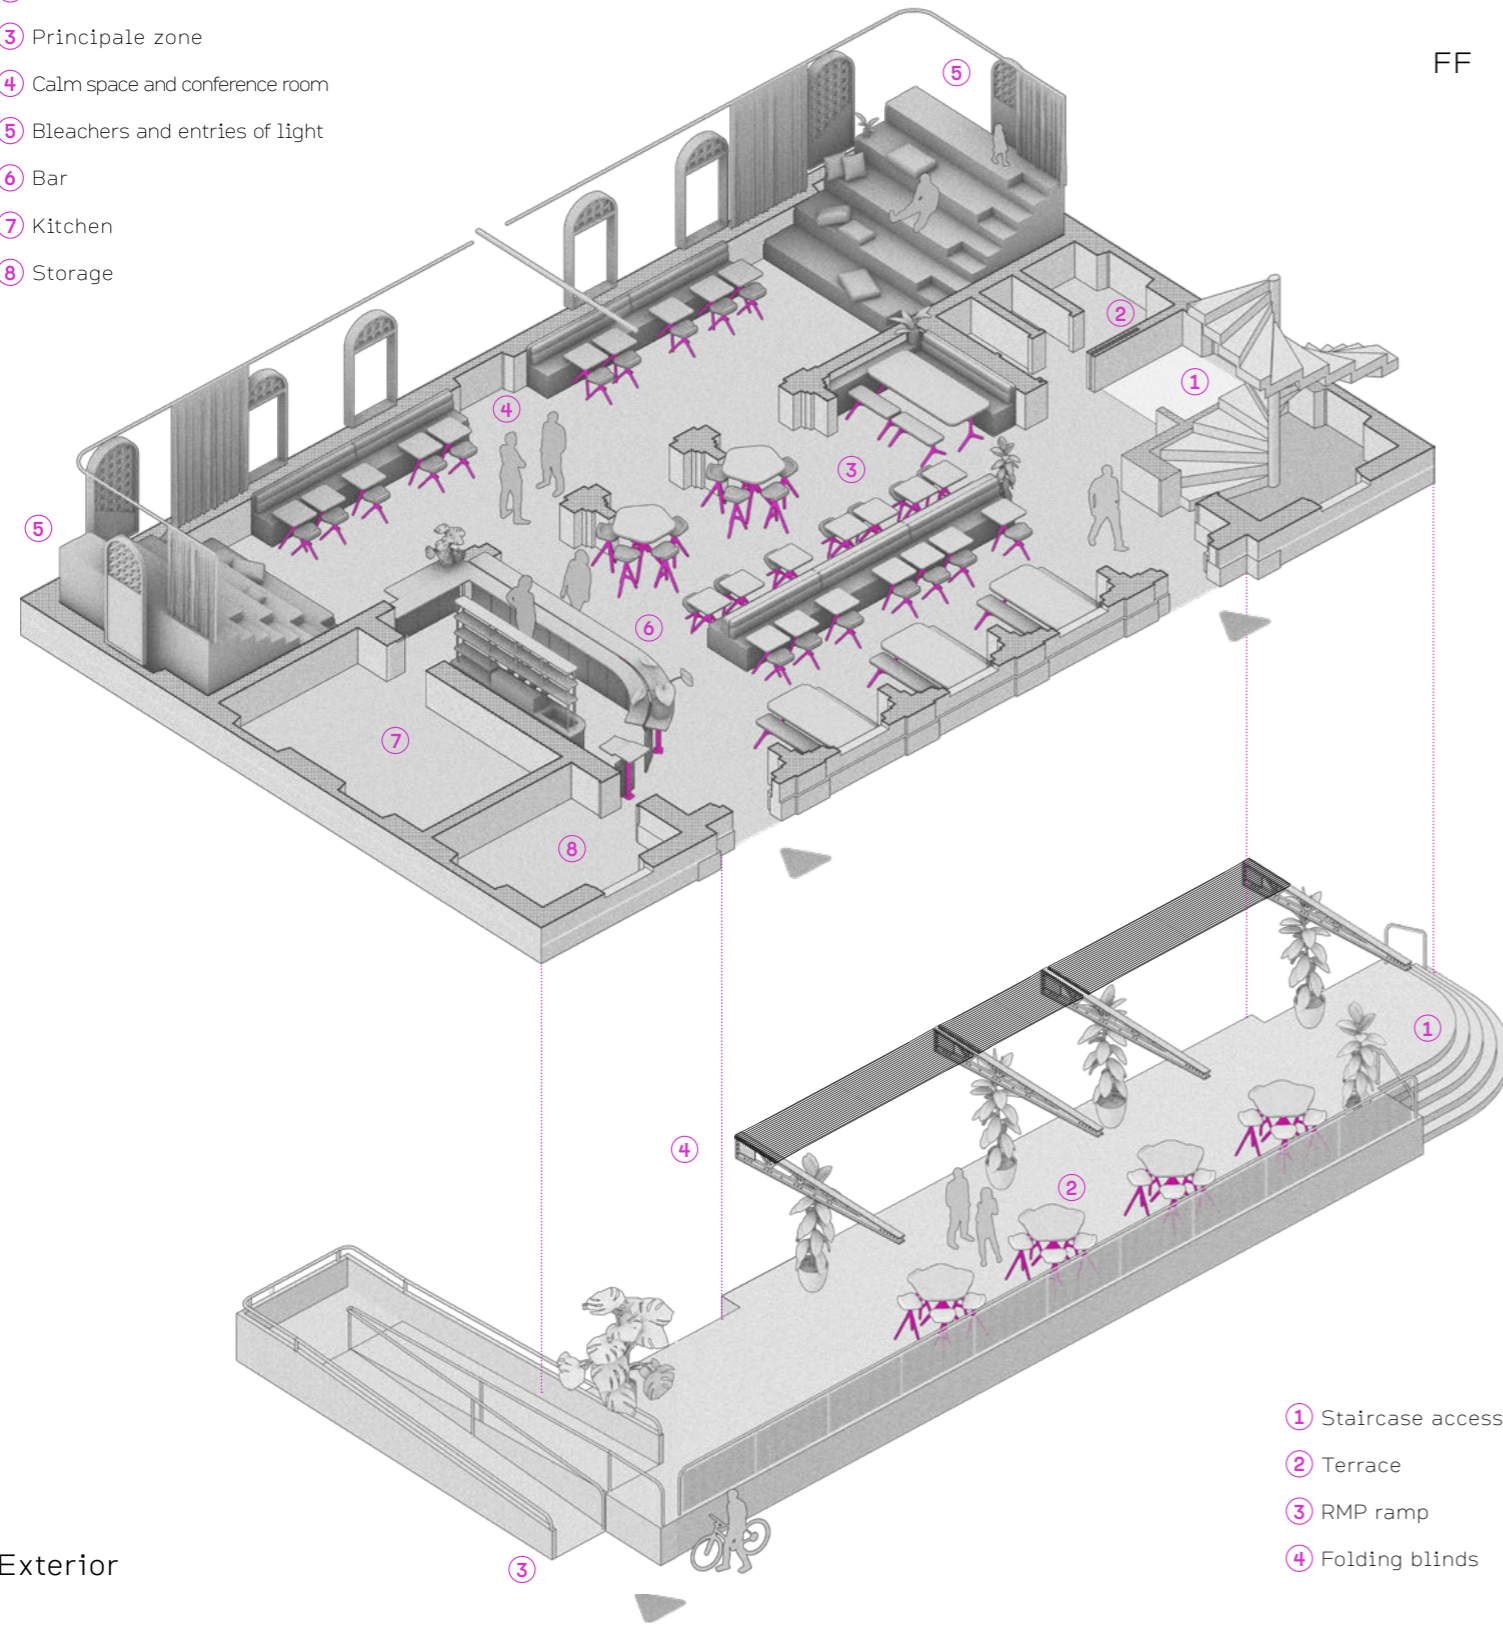 ③ Principale zone
④ Calm space and conference room
⑤ Bleachers and entries of light
⑥ Bar
⑦ Kitchen
⑧ Storage
FF
5
2
1
4
3
5
6
7
8
1
4
2
① Staircase access
② Terrace
③ RMP ramp
④ Folding blinds
Exterior
3